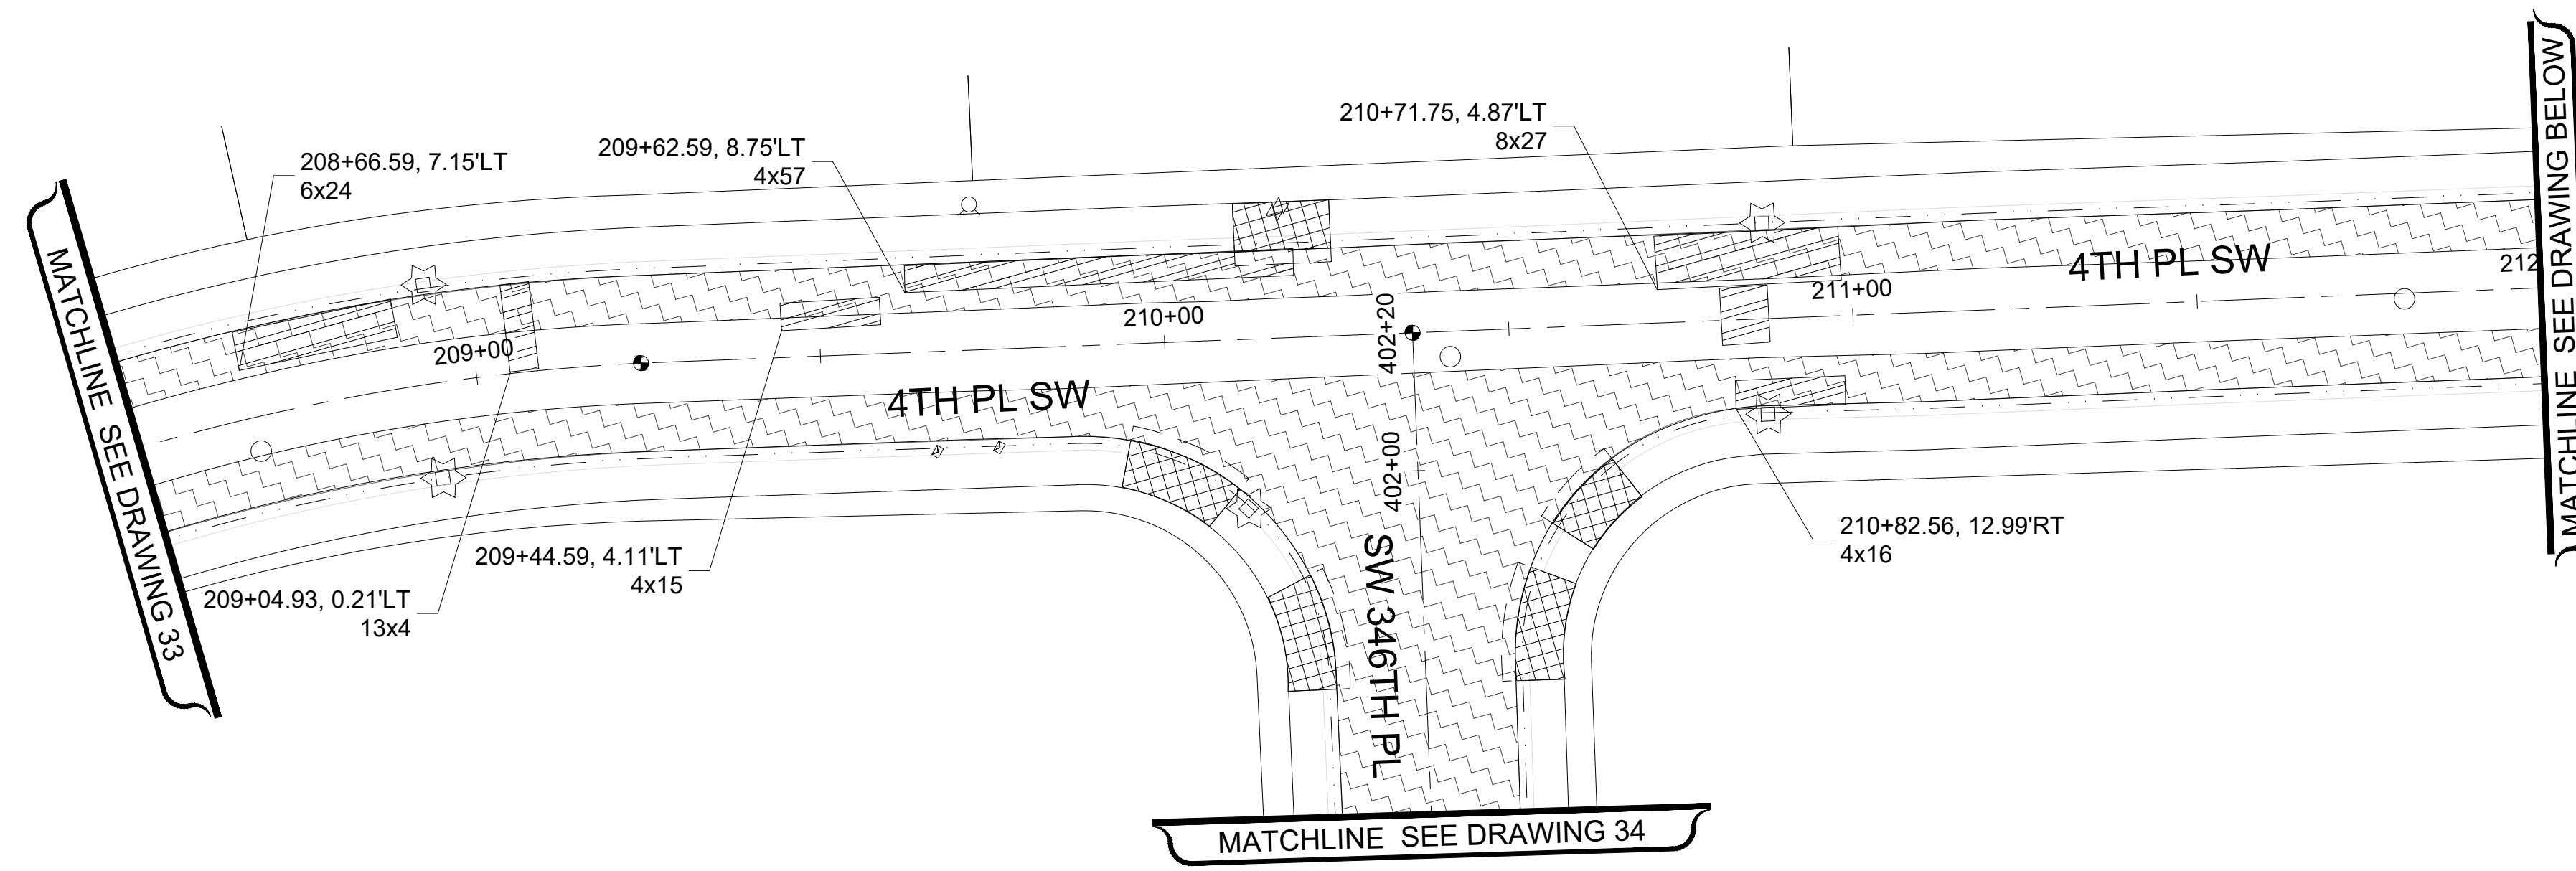 MATCHLINE SEE DRAWING 33
208+66.59, 7.15'LT
6x24
209+62.59, 8.75'LT
4x57
210+71.75, 4.87'LT
8x27
209+00
210+00
402+20
211+00
4TH PL SW
212
4TH PL SW
402+00
209+44.59, 4.11'LT
4x15
209+04.93, 0.21'LT
13x4
SW 346TH PL
210+82.56, 12.99'RT
4x16
MATCHLINE SEE DRAWING 34
MATCHLINE SEE DRAWING BELOW